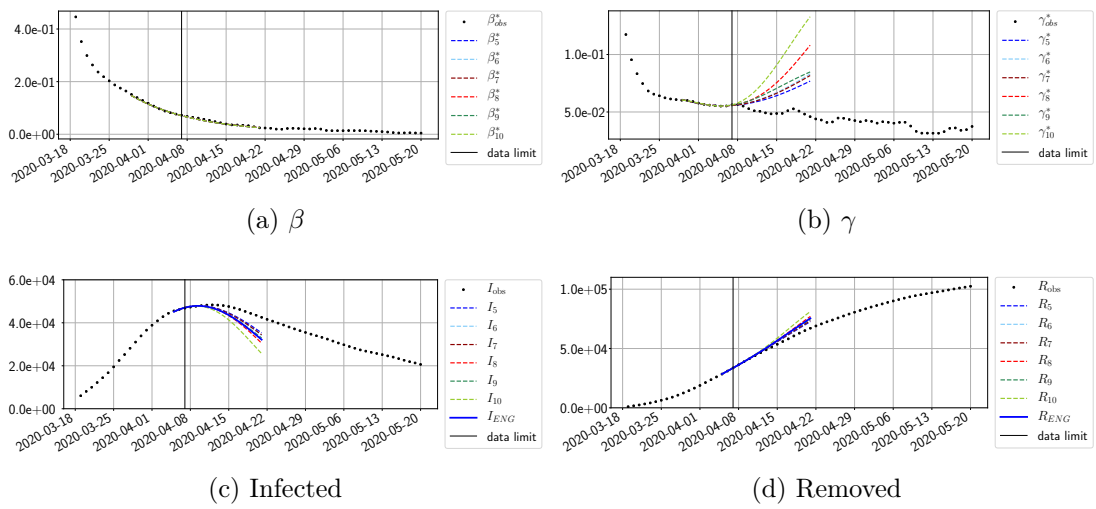 4.0e−01
2.0e−01
0.0e+00
2020-03-18
2020-03-25
2020-04-01
2020-04-08
2020-04-15
2020-04-22
2020-04-29
2020-05-06
2020-05-13
2020-05-20
β*obs
β*5
β*6
β*7
β*8
β*9
β*10
data limit
(a) β
1.0e−01
5.0e−02
2020-03-18
2020-03-25
2020-04-01
2020-04-08
2020-04-15
2020-04-22
2020-04-29
2020-05-06
2020-05-13
2020-05-20
γ*obs
γ*5
γ*6
γ*7
γ*8
γ*9
γ*10
data limit
(b) γ
6.0e+04
4.0e+04
2.0e+04
0.0e+00
2020-03-18
2020-03-25
2020-04-01
2020-04-08
2020-04-15
2020-04-22
2020-04-29
2020-05-06
2020-05-13
2020-05-20
Iobs
I5
I6
I7
I8
I9
I10
IENG
data limit
(c) Infected
1.0e+05
5.0e+04
0.0e+00
2020-03-18
2020-03-25
2020-04-01
2020-04-08
2020-04-15
2020-04-22
2020-04-29
2020-05-06
2020-05-13
2020-05-20
Robs
R5
R6
R7
R8
R9
R10
RENG
data limit
(d) Removed